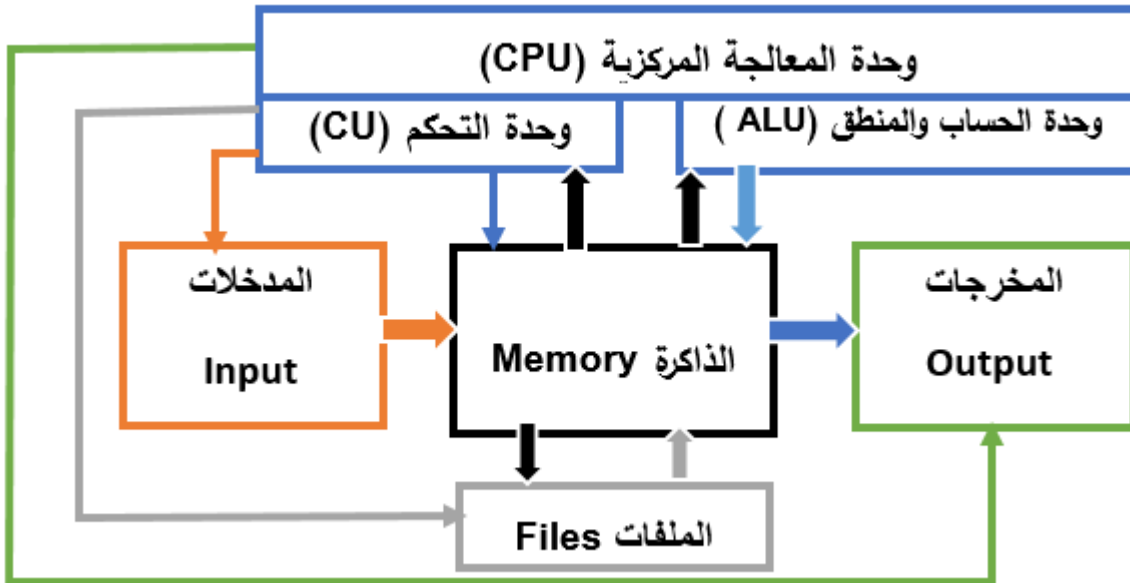 وحدة المعالجة المركزية (CPU)
وحدة الحساب والمنطق (ALU )
وحدة التحكم (CU)
المدخلات
Input
الذاكرة Memory
المخرجات
Output
الملفات Files